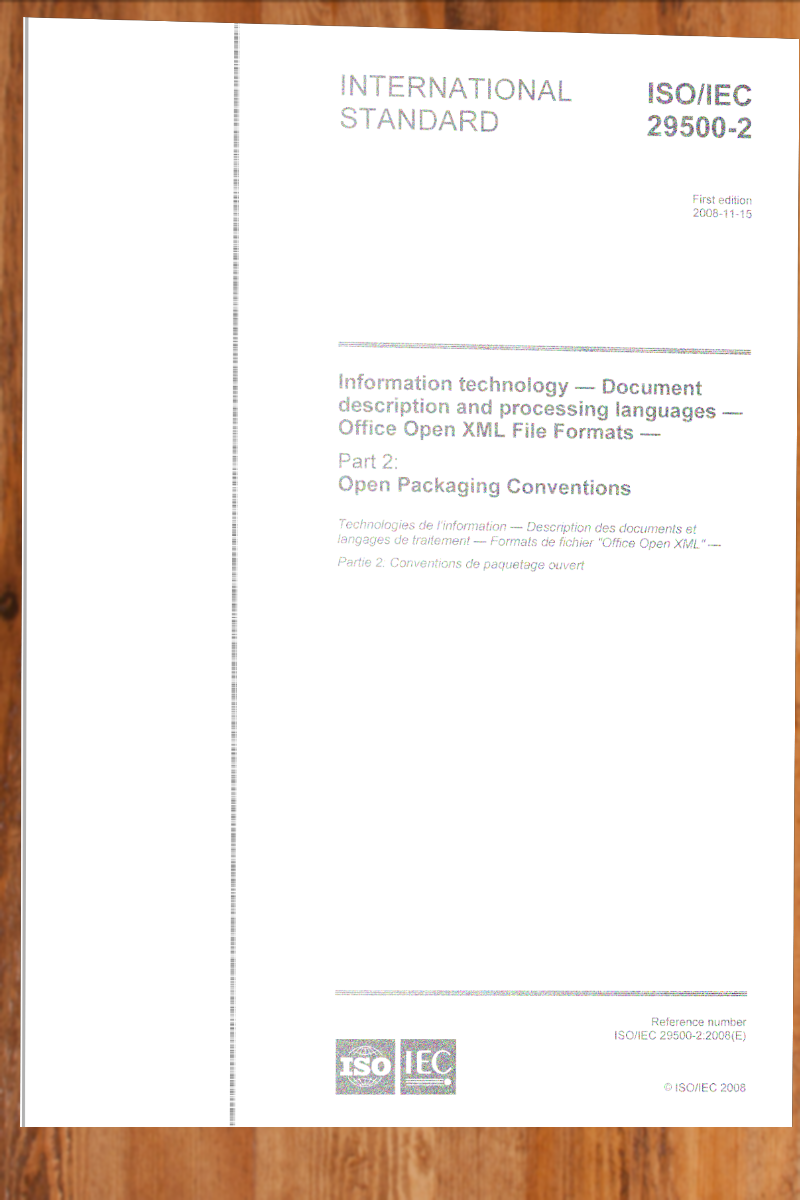 INTERNATIONAL
STANDARD
ISO/IEC
29500-2
First edition
2008-11-15
Information technology — Document
description and processing languages —
Office Open XML File Formats —
Part 2:
Open Packaging Conventions
Technologies de l'information — Description des documents et
langages de traitement — Formats de fichier "Office Open XML" —
Partie 2: Conventions de paquetage ouvert
Reference number
ISO/IEC 29500-2:2008(E)
ISO IEC
© ISO/IEC 2008